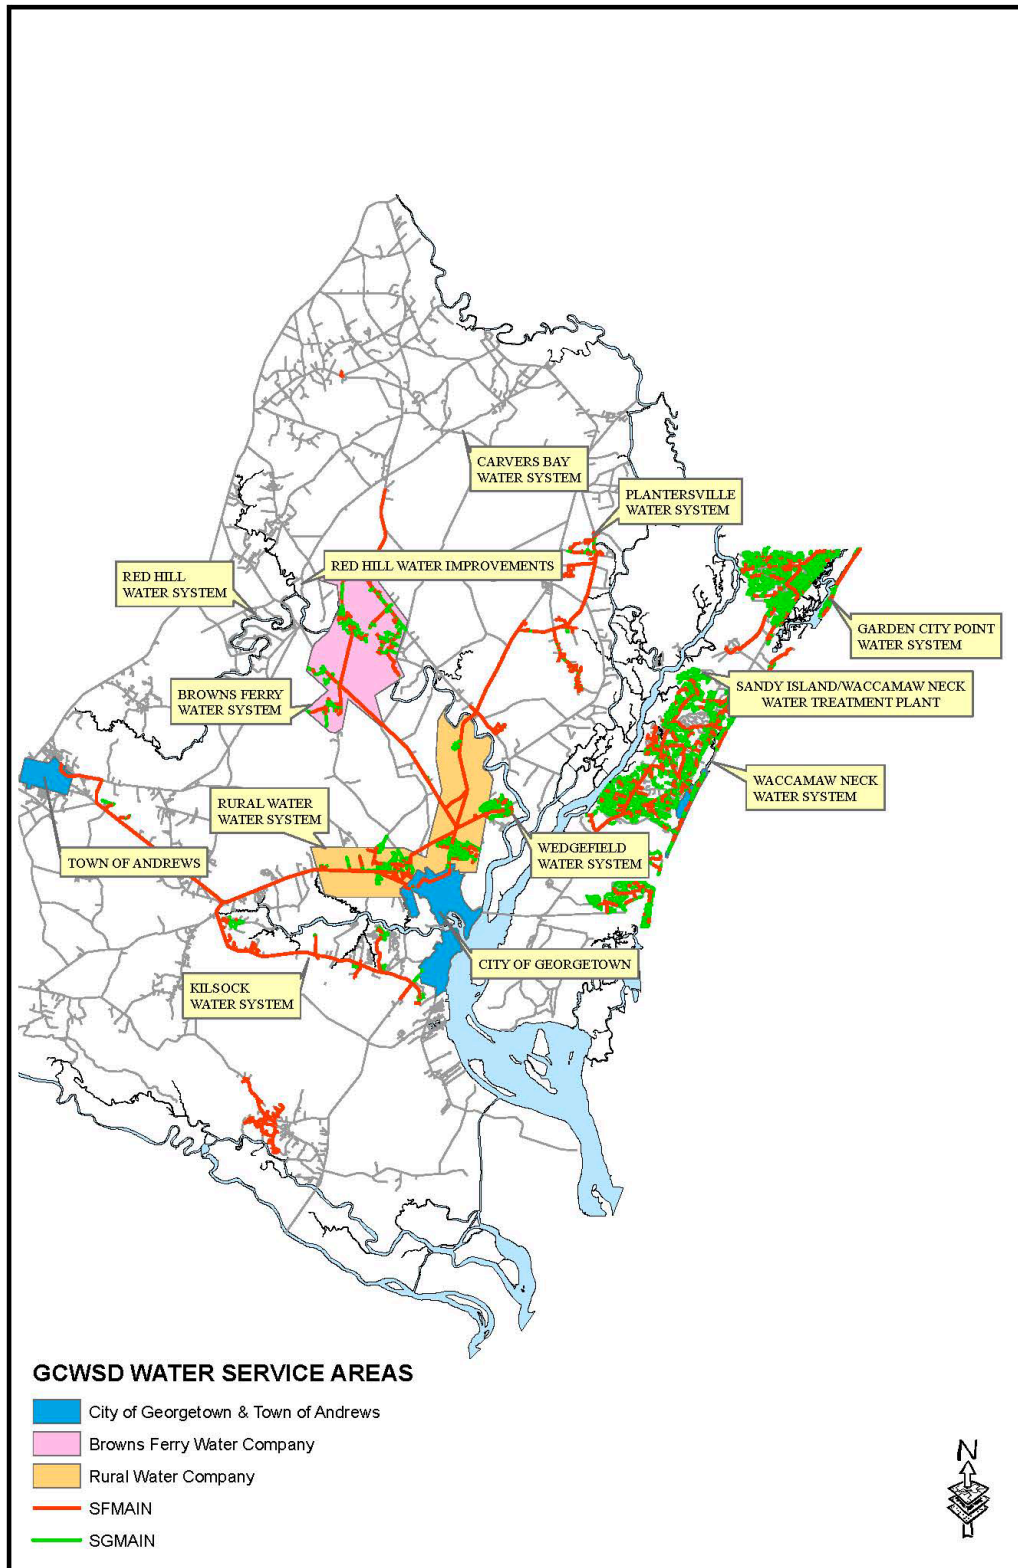 CARVERS BAY
WATER SYSTEM
PLANTERSVILLE
WATER SYSTEM
RED HILL WATER IMPROVEMENTS
RED HILL
WATER SYSTEM
GARDEN CITY POINT
WATER SYSTEM
SANDY ISLAND/WACCAMAW NECK
WATER TREATMENT PLANT
BROWNS FERRY
WATER SYSTEM
WACCAMAW NECK
WATER SYSTEM
RURAL WATER
WATER SYSTEM
WEDGEFIELD
WATER SYSTEM
TOWN OF ANDREWS
CITY OF GEORGETOWN
KILSOCK
WATER SYSTEM
GCWSD WATER SERVICE AREAS
City of Georgetown & Town of Andrews
Browns Ferry Water Company
Rural Water Company
SFMAIN
SGMAIN
N